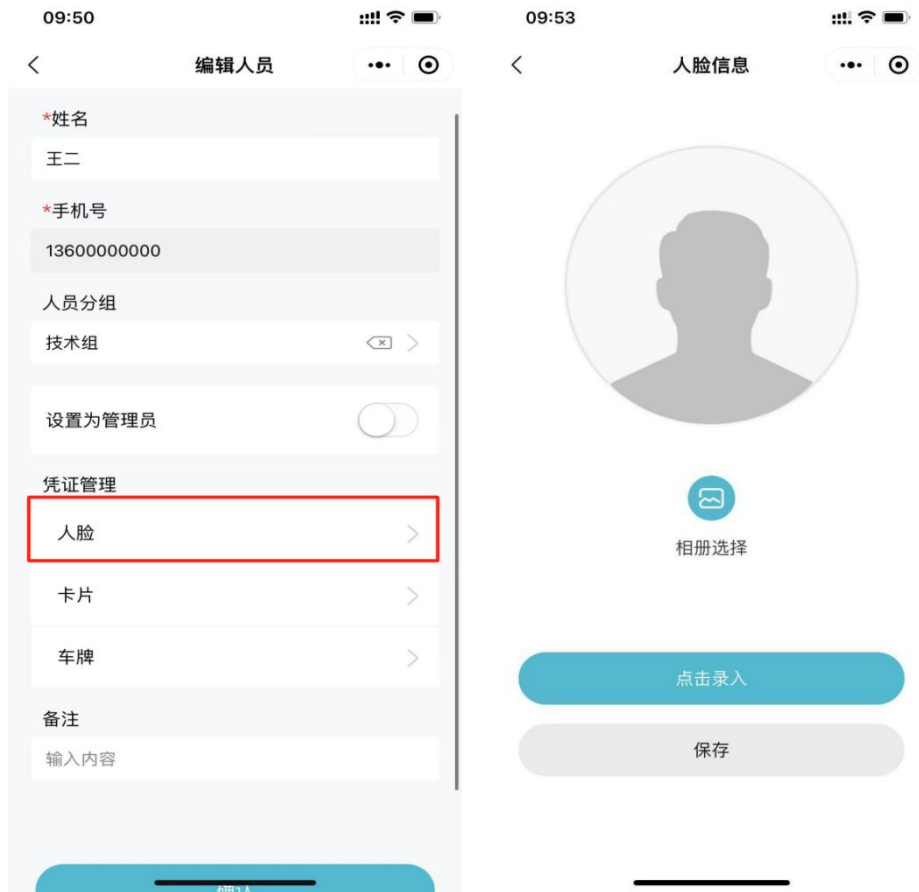 09:50
编辑人员
*姓名
王二
*手机号
13600000000
人员分组
技术组
设置为管理员
凭证管理
人脸
卡片
车牌
备注
输入内容
09:53
人脸信息
相册选择
点击录入
保存